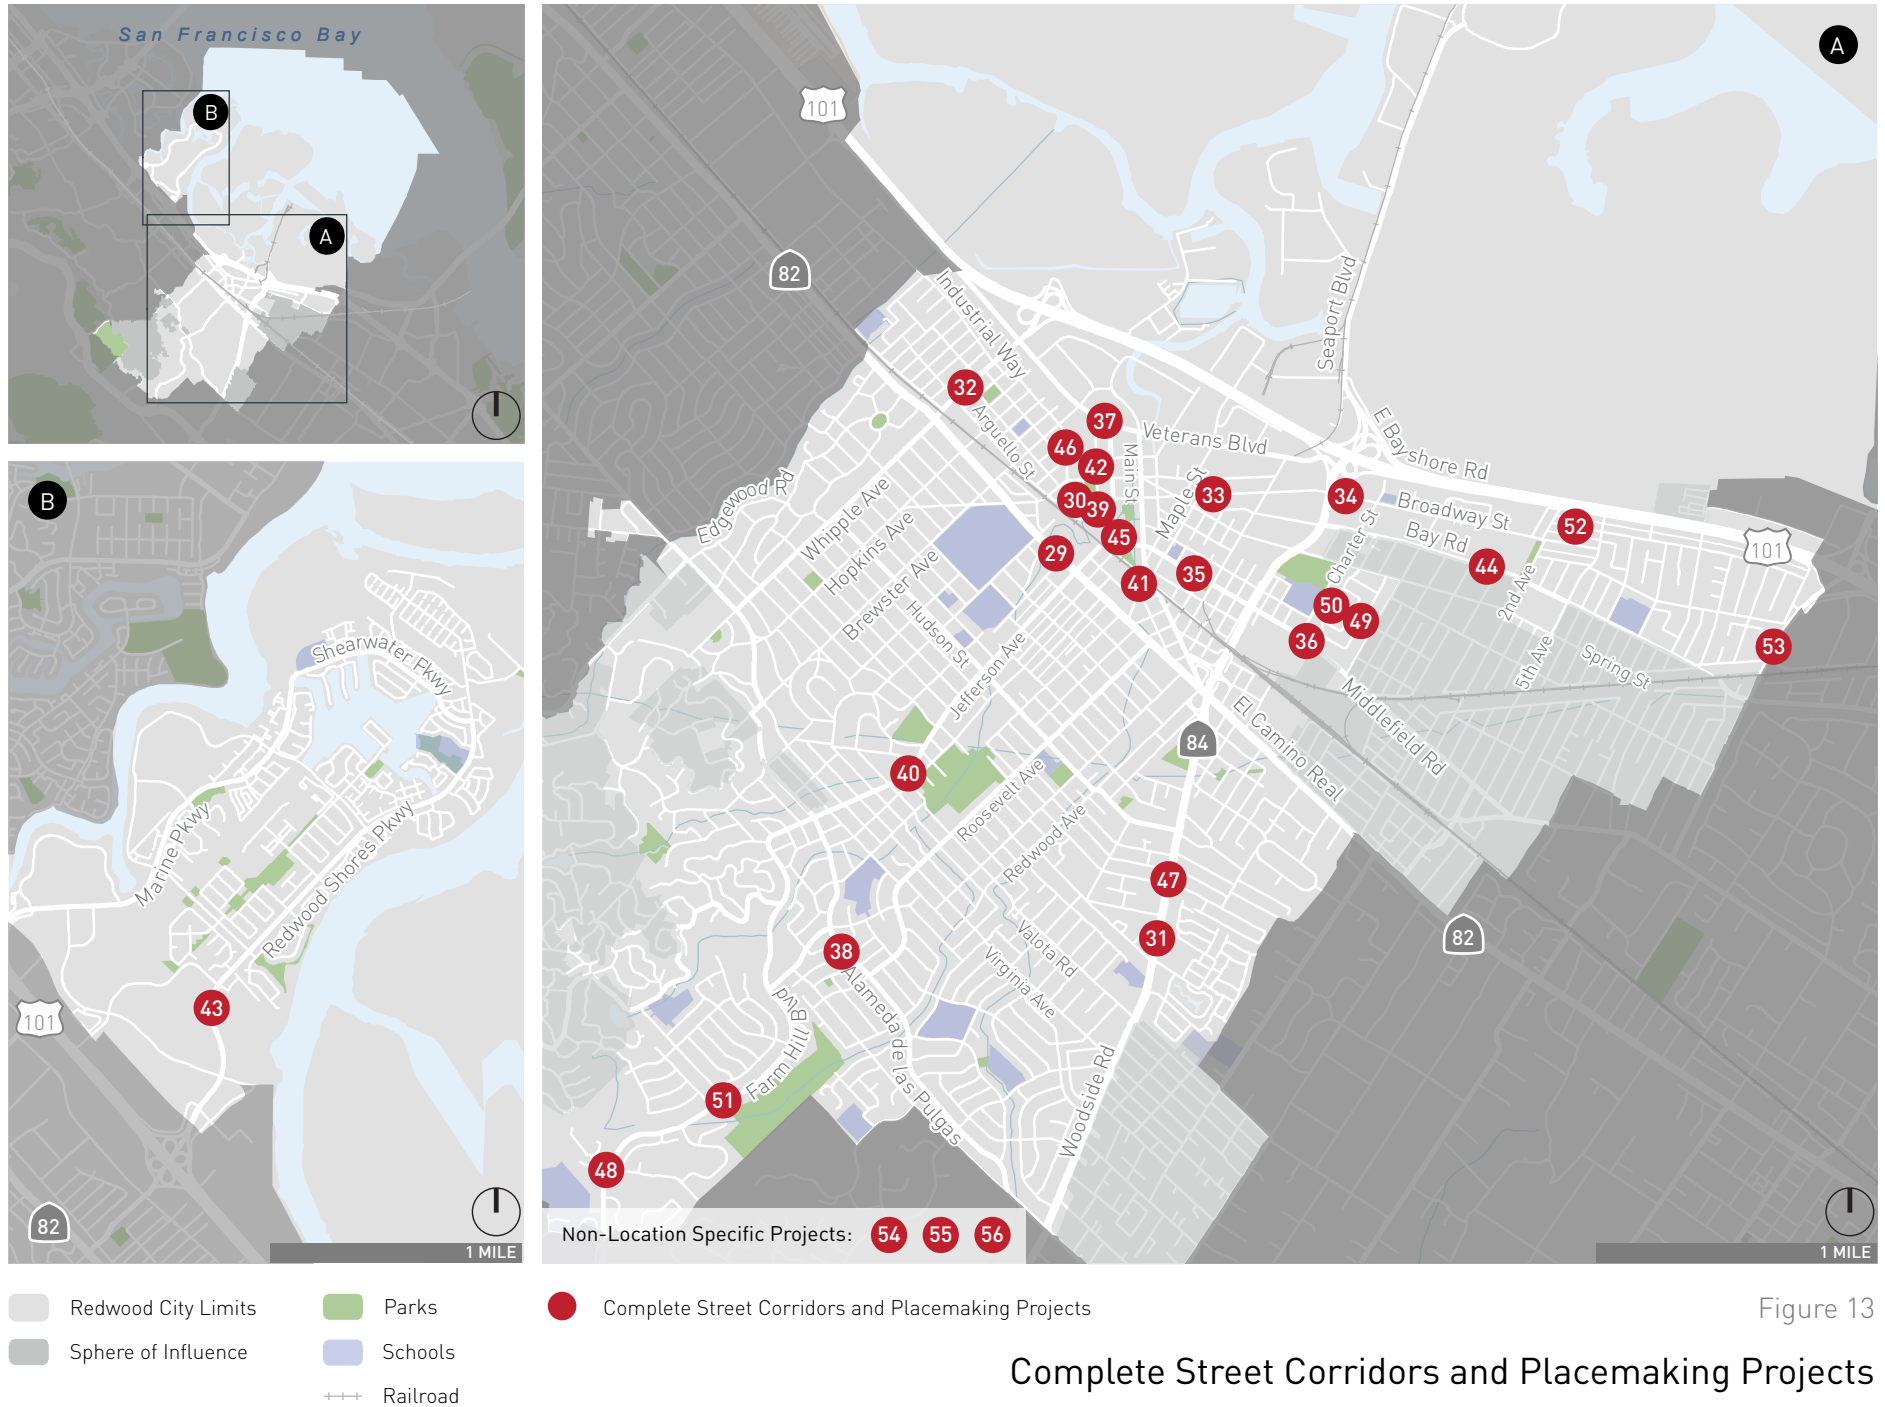 San Francisco Bay
B
A
B
Shearwater Pkwy
Marine Pkwy
Redwood Shores Pkwy
43
101
82
1 MILE
A
101
82
Industrial Way
Seaport Blvd
32
Arguello St
37
Veterans Blvd
E Bayshore Rd
46
42
Main St
Maple St
33
34
Broadway St
Bay Rd
52
101
Edgewood Rd
Whipple Ave
Hopkins Ave
Brewster Ave
30
39
45
29
41
35
Charter St
44
2nd Ave
50
49
36
53
Hudson St
Jefferson Ave
5th Ave
Spring St
Middlefield Rd
El Camino Real
84
40
Roosevelt Ave
Redwood Ave
47
31
82
38
Valota Rd
Virginia Ave
Alameda de las Pulgas
Farm Hill Blvd
51
Woodside Rd
48
Non-Location Specific Projects: 54 55 56
1 MILE
Redwood City Limits
Sphere of Influence
Parks
Schools
Railroad
Complete Street Corridors and Placemaking Projects
Figure 13
Complete Street Corridors and Placemaking Projects